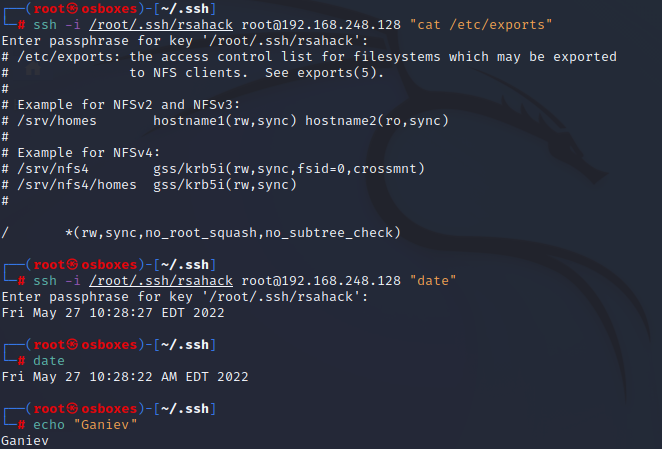 ┌──(root㉿osboxes)-[~/.ssh]
└─# ssh -i /root/.ssh/rsahack root@192.168.248.128 "cat /etc/exports"
Enter passphrase for key '/root/.ssh/rsahack':
# /etc/exports: the access control list for filesystems which may be exported
#               to NFS clients.  See exports(5).
#
# Example for NFSv2 and NFSv3:
# /srv/homes       hostname1(rw,sync) hostname2(ro,sync)
#
# Example for NFSv4:
# /srv/nfs4        gss/krb5i(rw,sync,fsid=0,crossmnt)
# /srv/nfs4/homes  gss/krb5i(rw,sync)
#
/       *(rw,sync,no_root_squash,no_subtree_check)
┌──(root㉿osboxes)-[~/.ssh]
└─# ssh -i /root/.ssh/rsahack root@192.168.248.128 "date"
Enter passphrase for key '/root/.ssh/rsahack':
Fri May 27 10:28:27 EDT 2022
┌──(root㉿osboxes)-[~/.ssh]
└─# date
Fri May 27 10:28:22 AM EDT 2022
┌──(root㉿osboxes)-[~/.ssh]
└─# echo "Ganiev"
Ganiev